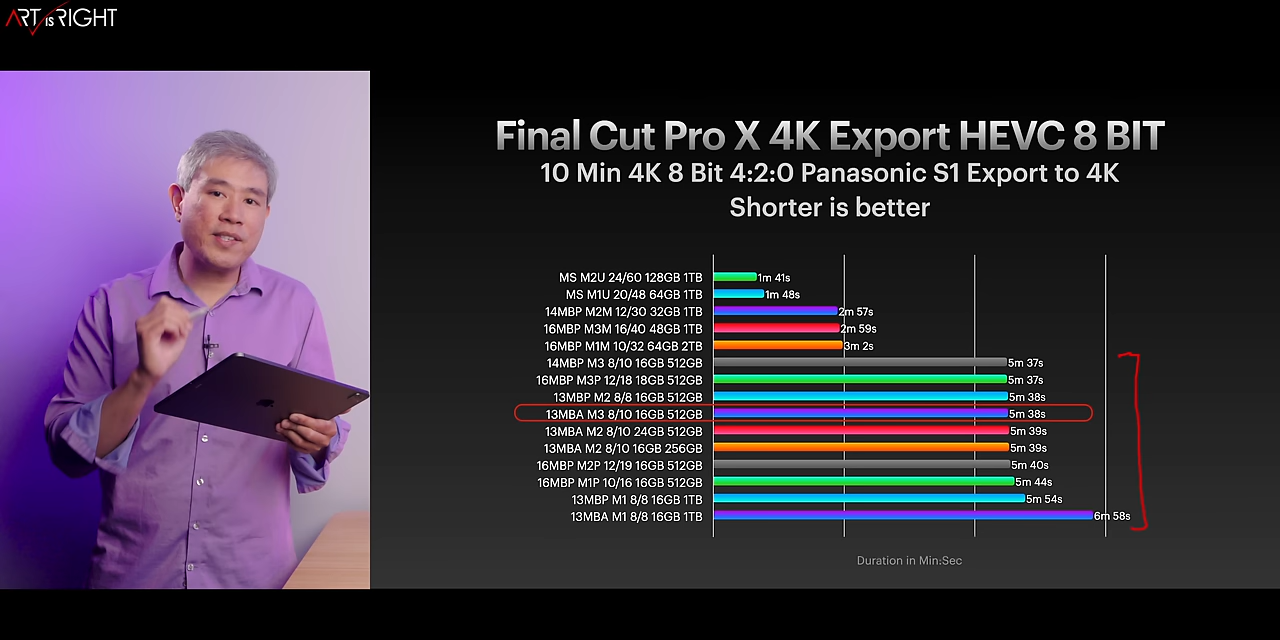 ART IS RIGHT
Final Cut Pro X 4K Export HEVC 8 BIT
10 Min 4K 8 Bit 4:2:0 Panasonic S1 Export to 4K
Shorter is better
MS M2U 24/60 128GB 1TB 1m 41s
MS M1U 20/48 64GB 1TB 1m 48s
14MBP M2M 12/30 32GB 1TB 2m 57s
16MBP M3M 16/40 48GB 1TB 2m 59s
16MBP M1M 10/32 64GB 2TB 3m 2s
14MBP M3 8/10 16GB 512GB 5m 37s
16MBP M3P 12/18 18GB 512GB 5m 37s
13MBP M2 8/8 16GB 512GB 5m 38s
13MBA M3 8/10 16GB 512GB 5m 38s
13MBA M2 8/10 24GB 512GB 5m 39s
13MBA M2 8/10 16GB 256GB 5m 39s
16MBP M2P 12/19 16GB 512GB 5m 40s
16MBP M1P 10/16 16GB 512GB 5m 44s
13MBP M1 8/8 16GB 1TB 5m 54s
13MBA M1 8/8 16GB 1TB 6m 58s
Duration in Min:Sec